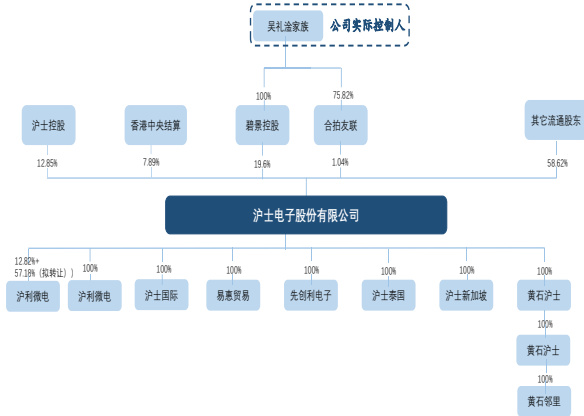 吴礼淦家族
公司实际控制人
100%
75.82%
沪士控股
香港中央结算
碧景控股
合拍友联
其它流通股东
12.85%
7.89%
19.6%
1.04%
58.62%
沪士电子股份有限公司
12.82%+
57.18%（拟转让））
100%
100%
100%
100%
100%
100%
100%
沪利微电
沪利微电
沪士国际
易惠贸易
先创利电子
沪士泰国
沪士新加坡
黄石沪士
100%
黄石沪士
100%
黄石邻里